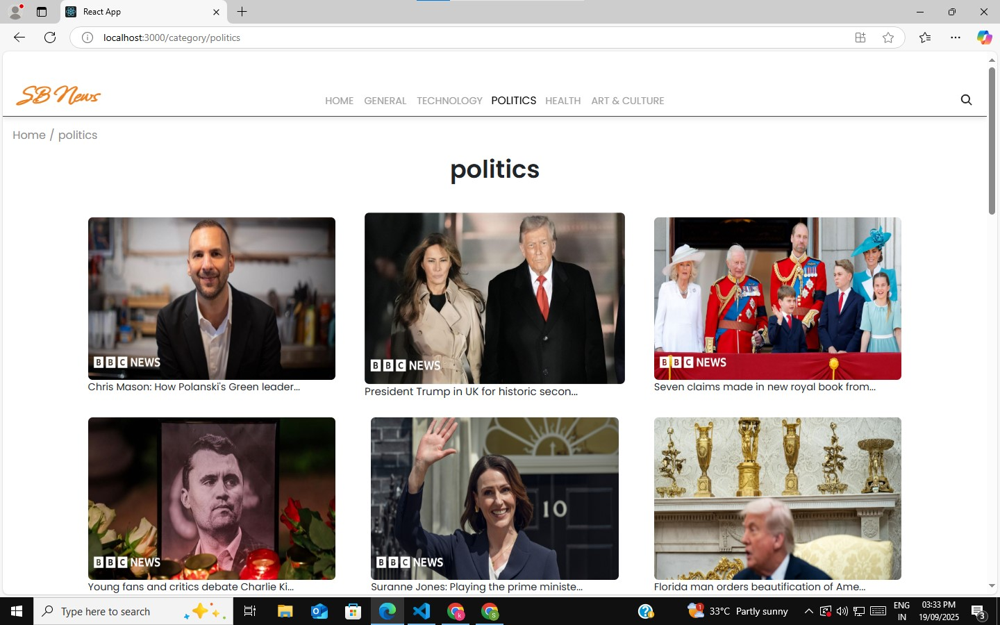 React App
localhost:3000/category/politics
SB News
HOME GENERAL TECHNOLOGY POLITICS HEALTH ART & CULTURE
Home / politics
politics
BBC NEWS
Chris Mason: How Polanski's Green leader...
BBC NEWS
President Trump in UK for historic secon...
BBC NEWS
Seven claims made in new royal book from...
BBC NEWS
Young fans and critics debate Charlie Ki...
10
BBC NEWS
Suranne Jones: Playing the prime ministe...
Florida man orders beautification of Ame...
Type here to search
1
33°C Partly sunny
ENG
IN
03:33 PM
19/09/2025
3